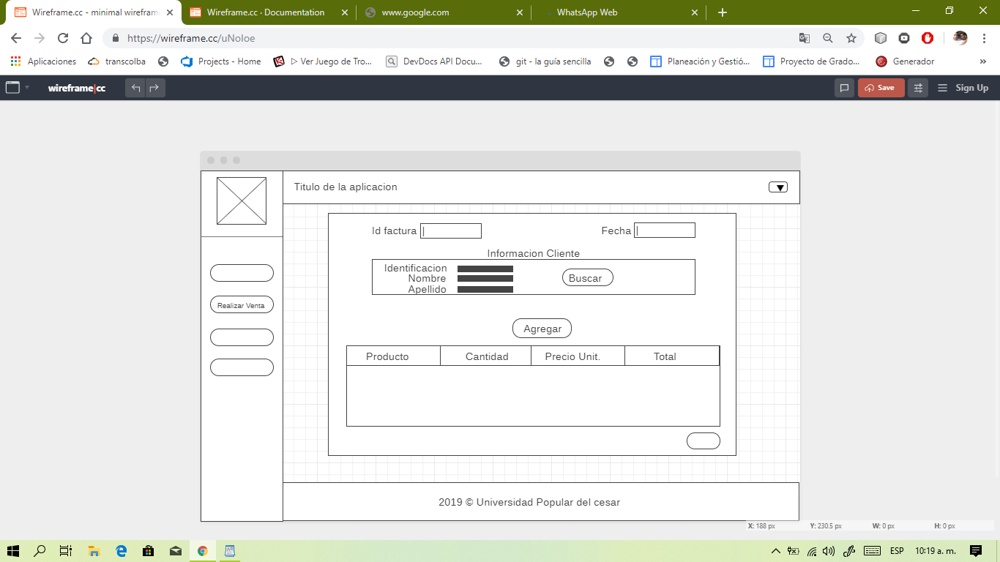 Wireframe.cc - minimal wirefram
Wireframe.cc · Documentation
www.google.com
WhatsApp Web
https://wireframe.cc/uNoIoe
Aplicaciones
transcolba
Projects - Home
▷ Ver Juego de Tro...
DevDocs API Docu...
git - la guía sencilla
Planeación y Gestió...
Proyecto de Grado...
Generador
»
wireframe|cc
Save
Sign Up
Titulo de la aplicacion
Id factura
Fecha
Informacion Cliente
Identificacion
Nombre
Apellido
Buscar
Realizar Venta
Agregar
Producto Cantidad Precio Unit. Total
2019 © Universidad Popular del cesar
X: 188 px Y: 230.5 px W: 0 px H: 0 px
ESP 10:19 a. m.